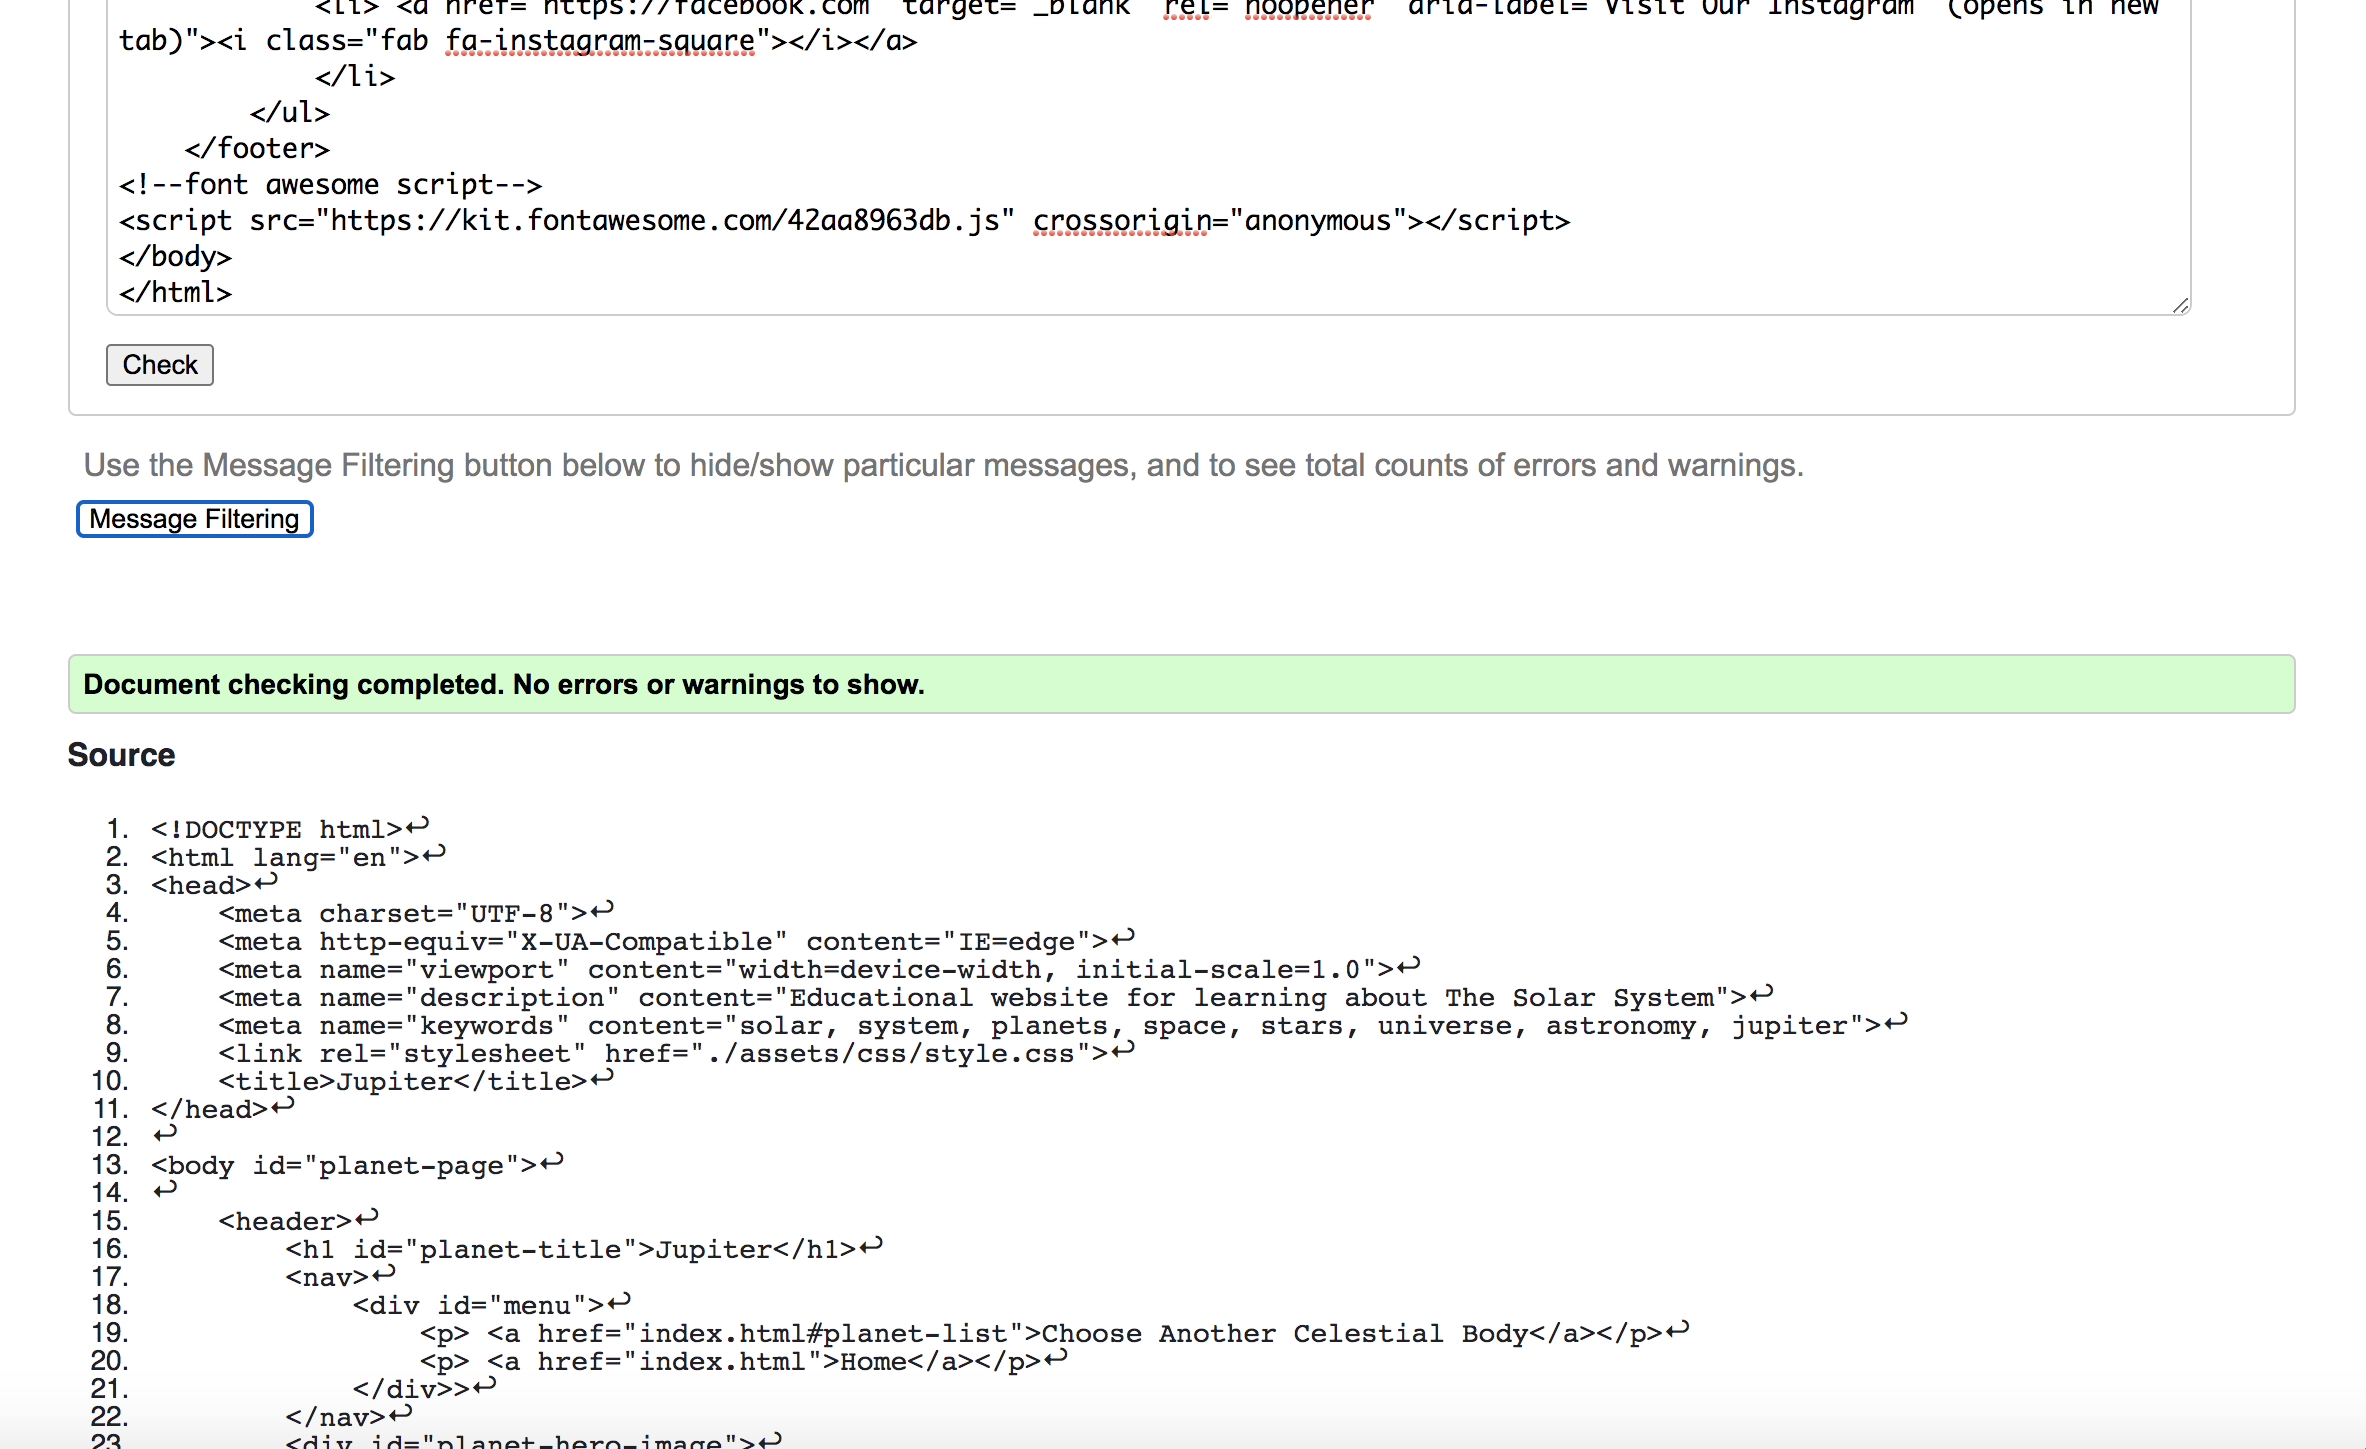 <li> <a href="https://facebook.com" target="_blank" rel="noopener" aria-label="Visit Our Instagram  (opens in new
tab)"><i class="fab fa-instagram-square"></i></a>
</li>
</ul>
</footer>
<!--font awesome script-->
<script src="https://kit.fontawesome.com/42aa8963db.js" crossorigin="anonymous"></script>
</body>
</html>
Check
Use the Message Filtering button below to hide/show particular messages, and to see total counts of errors and warnings.
Message Filtering
Document checking completed. No errors or warnings to show.
Source
1. <!DOCTYPE html>↩
2. <html lang="en">↩
3. <head>↩
4. <meta charset="UTF-8">↩
5. <meta http-equiv="X-UA-Compatible" content="IE=edge">↩
6. <meta name="viewport" content="width=device-width, initial-scale=1.0">↩
7. <meta name="description" content="Educational website for learning about The Solar System">↩
8. <meta name="keywords" content="solar, system, planets, space, stars, universe, astronomy, jupiter">↩
9. <link rel="stylesheet" href="./assets/css/style.css">↩
10. <title>Jupiter</title>↩
11. </head>↩
12. ↩
13. <body id="planet-page">↩
14. ↩
15. <header>↩
16. <h1 id="planet-title">Jupiter</h1>↩
17. <nav>↩
18. <div id="menu">↩
19. <p> <a href="index.html#planet-list">Choose Another Celestial Body</a></p>↩
20. <p> <a href="index.html">Home</a></p>↩
21. </div>>↩
22. </nav>↩
23. <div id="planet-hero-image">↩